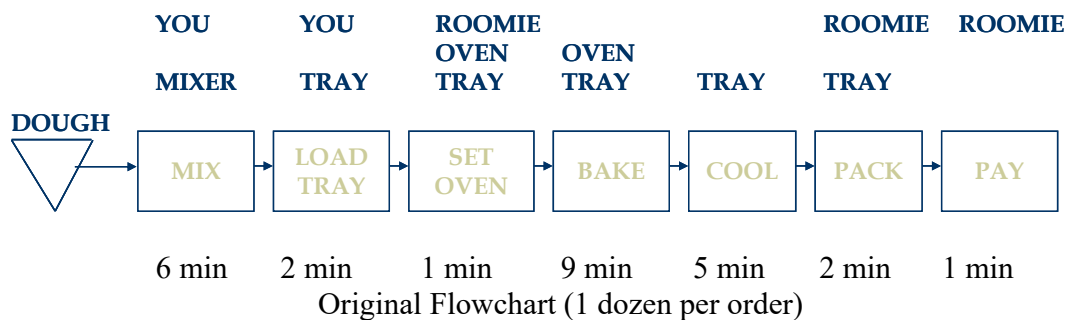 YOU YOU ROOMIE ROOMIE ROOMIE
OVEN OVEN
MIXER TRAY TRAY TRAY TRAY TRAY
DOUGH
MIX LOAD TRAY SET OVEN BAKE COOL PACK PAY
6 min 2 min 1 min 9 min 5 min 2 min 1 min
Original Flowchart (1 dozen per order)